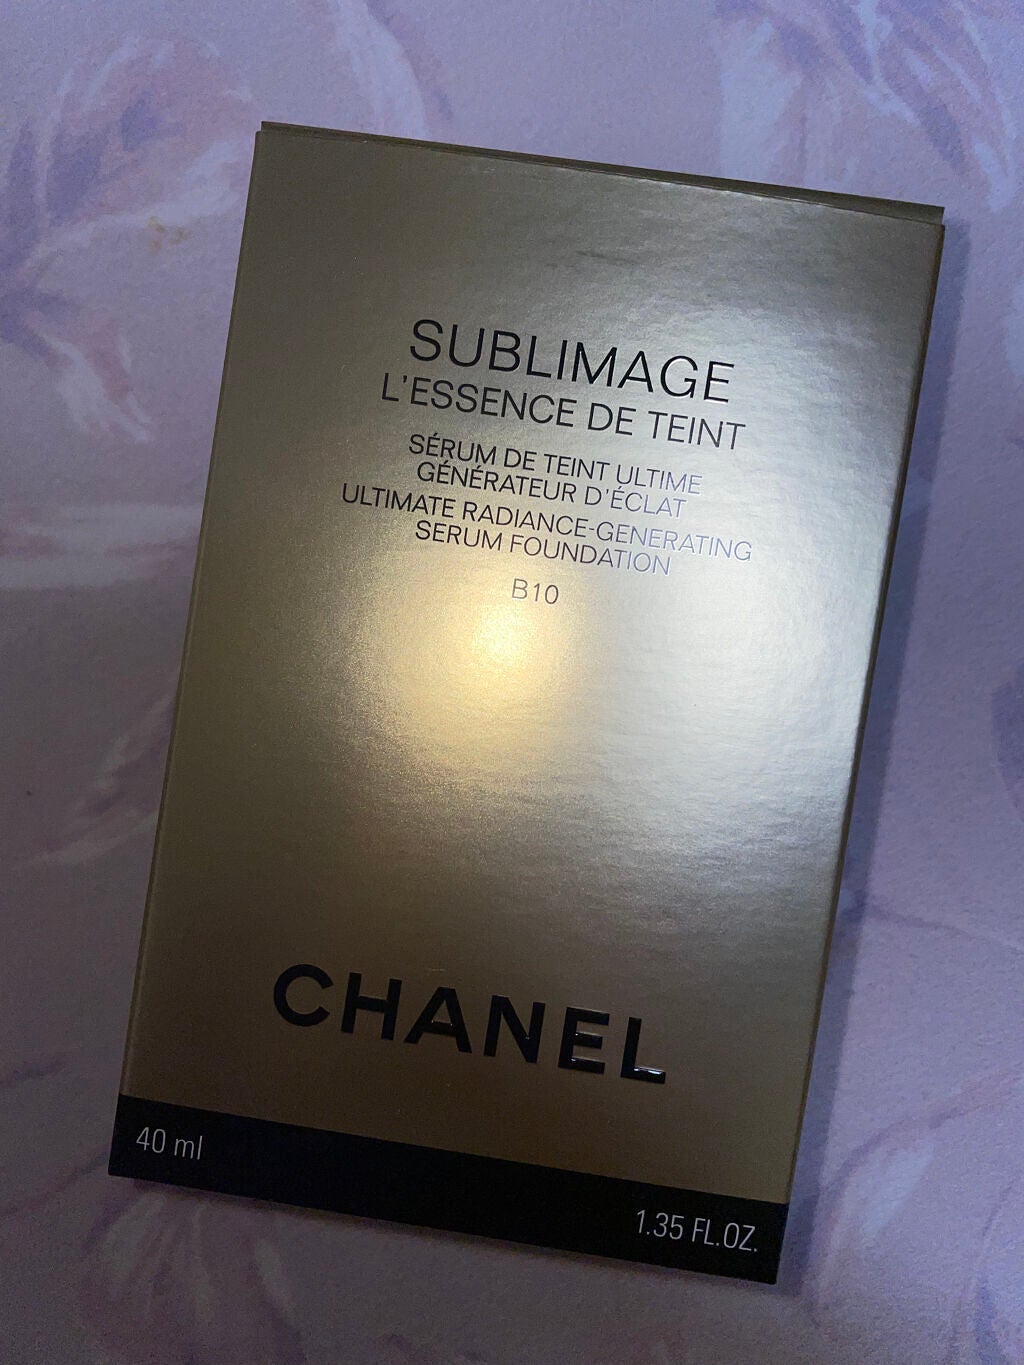 SUBLIMAGE
L'ESSENCE DE TEINT
SÉRUM DE TEINT ULTIME
GÉNÉRATEUR D'ÉCLAT
ULTIMATE RADIANCE-GENERATING
SERUM FOUNDATION
B10
CHANEL
40 ml
1.35 FL.OZ.